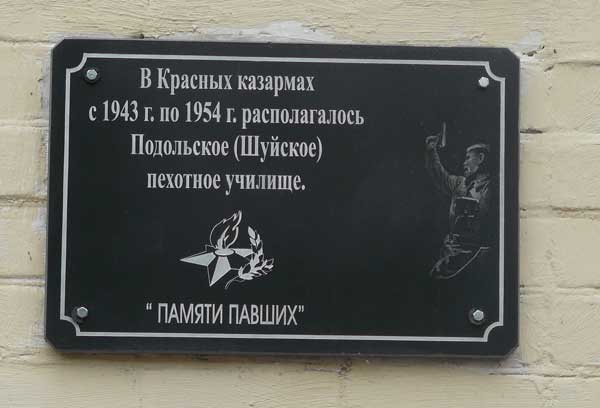 В Красных казармах
с 1943 г. по 1954 г. располагалось
Подольское (Шуйское)
пехотное училище.
“ ПАМЯТИ ПАВШИХ”